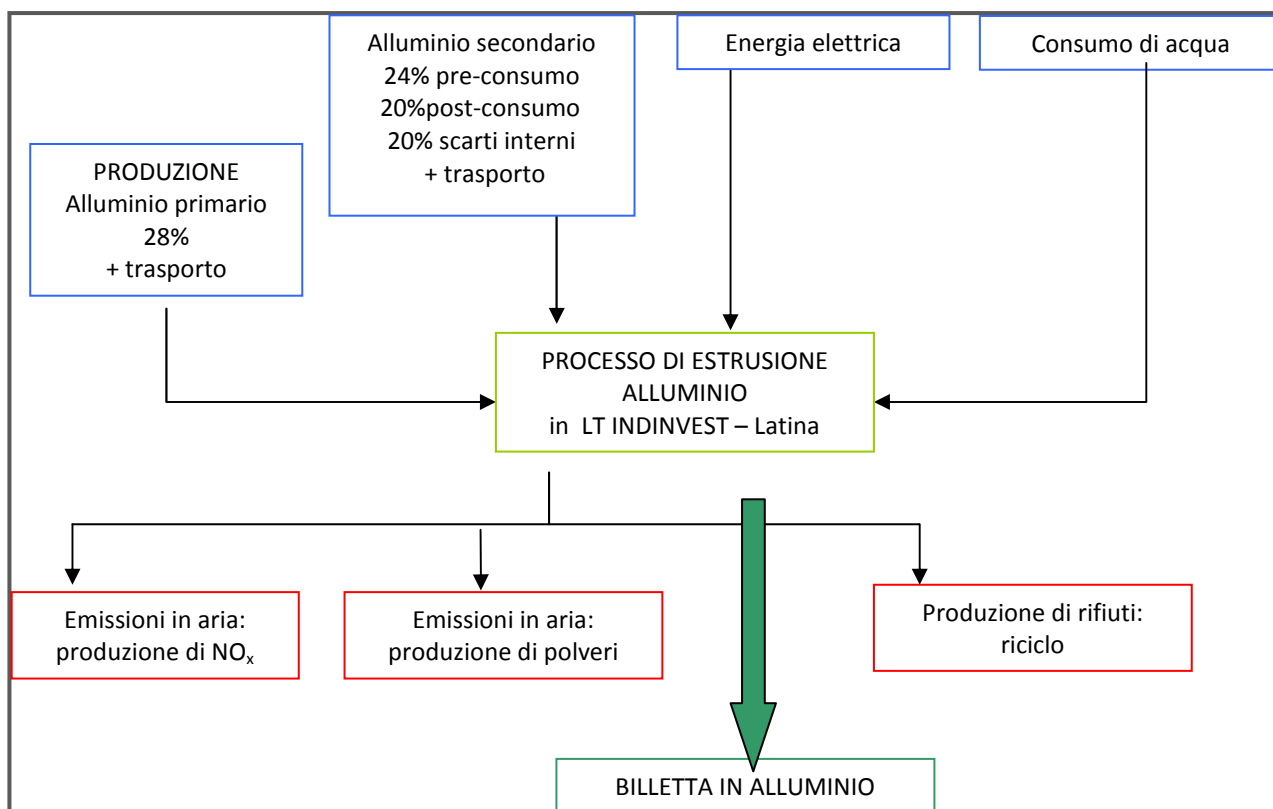 Alluminio secondario
24% pre-consumo
20%post-consumo
20% scarti interni
+ trasporto
Energia elettrica
Consumo di acqua
PRODUZIONE
Alluminio primario
28%
+ trasporto
PROCESSO DI ESTRUSIONE
ALLUMINIO
in LT INDINVEST – Latina
Emissioni in aria:
produzione di NOₓ
Emissioni in aria:
produzione di polveri
Produzione di rifiuti:
riciclo
BILLETTA IN ALLUMINIO